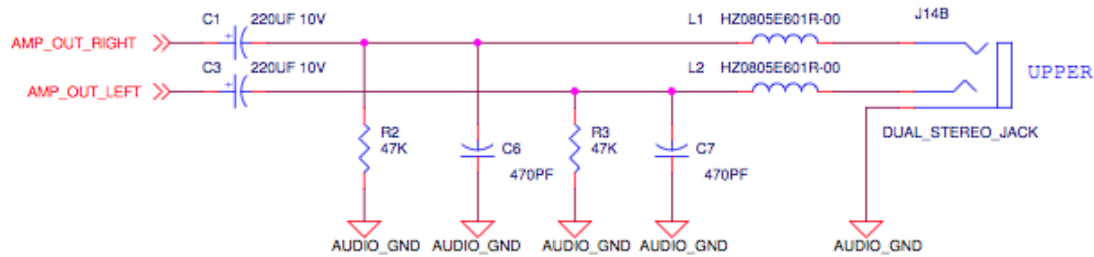 C1 220UF 10V L1 HZ0805E601R-00 J14B
AMP_OUT_RIGHT
C3 220UF 10V L2 HZ0805E601R-00 UPPER
AMP_OUT_LEFT
R2 R3 DUAL_STEREO_JACK
47K C6 47K C7
470PF 470PF
AUDIO_GND AUDIO_GND AUDIO_GND AUDIO_GND AUDIO_GND